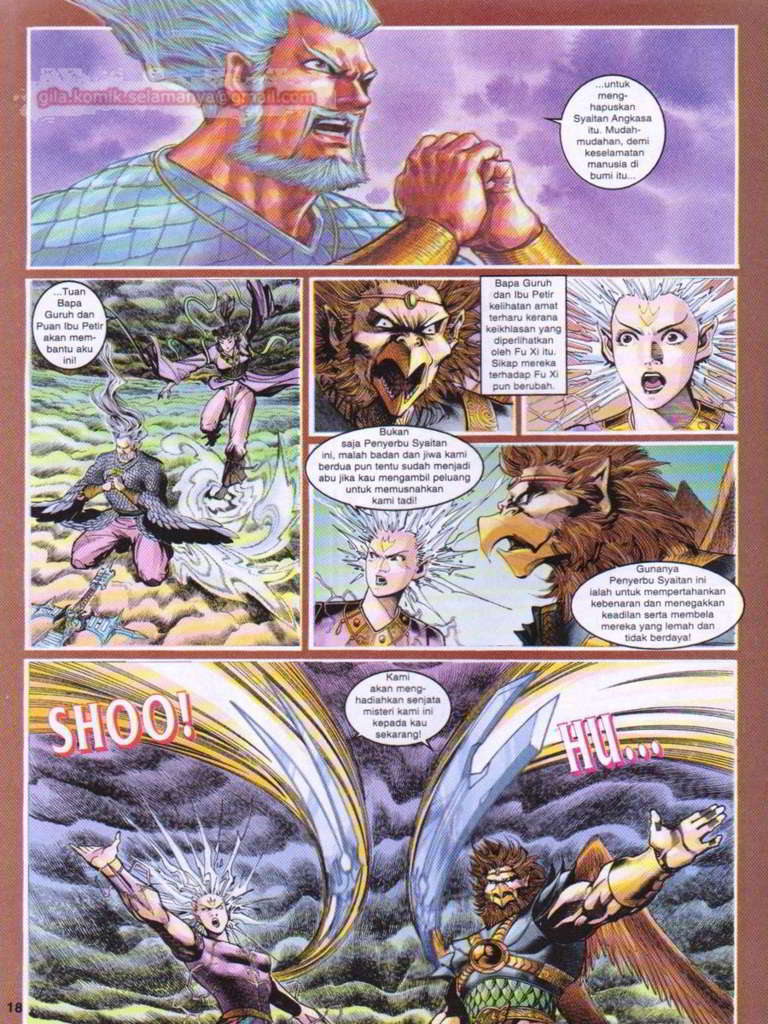 gila.komik.selamanya@gmail.com
...untuk
meng-
hapuskan
Syaitan Angkasa
itu. Mudah-
mudahan, demi
keselamatan
manusia di
bumi itu...
...Tuan
Bapa
Guruh dan
Puan Ibu Petir
akan mem-
bantu aku
ini!
Bapa Guruh
dan Ibu Petir
kelihatan amat
terharu kerana
keikhlasan yang
diperlihatkan
oleh Fu Xi itu.
Sikap mereka
terhadap Fu Xi
pun berubah.
Bukan
saja Penyerbu Syaitan
ini, malah badan dan jiwa kami
berdua pun tentu sudah menjadi
abu jika kau mengambil peluang
untuk memusnahkan
kami tadi!
Gunanya
Penyerbu Syaitan ini
ialah untuk mempertahankan
kebenaran dan menegakkan
keadilan serta membela
mereka yang lemah dan
tidak berdaya!
SHOO!
Kami
akan meng-
hadiahkan senjata
misteri kami ini
kepada kau
sekarang!
HU...
18